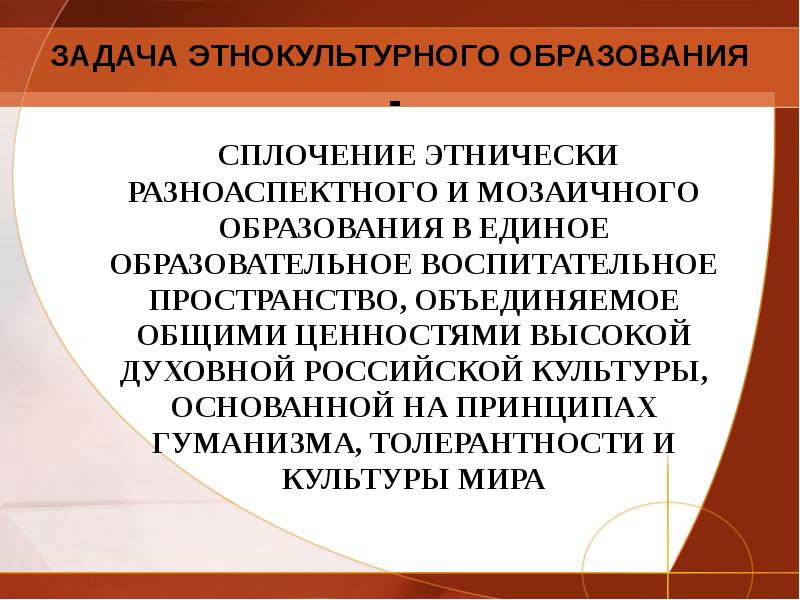 ЗАДАЧА ЭТНОКУЛЬТУРНОГО ОБРАЗОВАНИЯ
-
СПЛОЧЕНИЕ ЭТНИЧЕСКИ
РАЗНОАСПЕКТНОГО И МОЗАИЧНОГО
ОБРАЗОВАНИЯ В ЕДИНОЕ
ОБРАЗОВАТЕЛЬНОЕ ВОСПИТАТЕЛЬНОЕ
ПРОСТРАНСТВО, ОБЪЕДИНЯЕМОЕ
ОБЩИМИ ЦЕННОСТЯМИ ВЫСОКОЙ
ДУХОВНОЙ РОССИЙСКОЙ КУЛЬТУРЫ,
ОСНОВАННОЙ НА ПРИНЦИПАХ
ГУМАНИЗМА, ТОЛЕРАНТНОСТИ И
КУЛЬТУРЫ МИРА